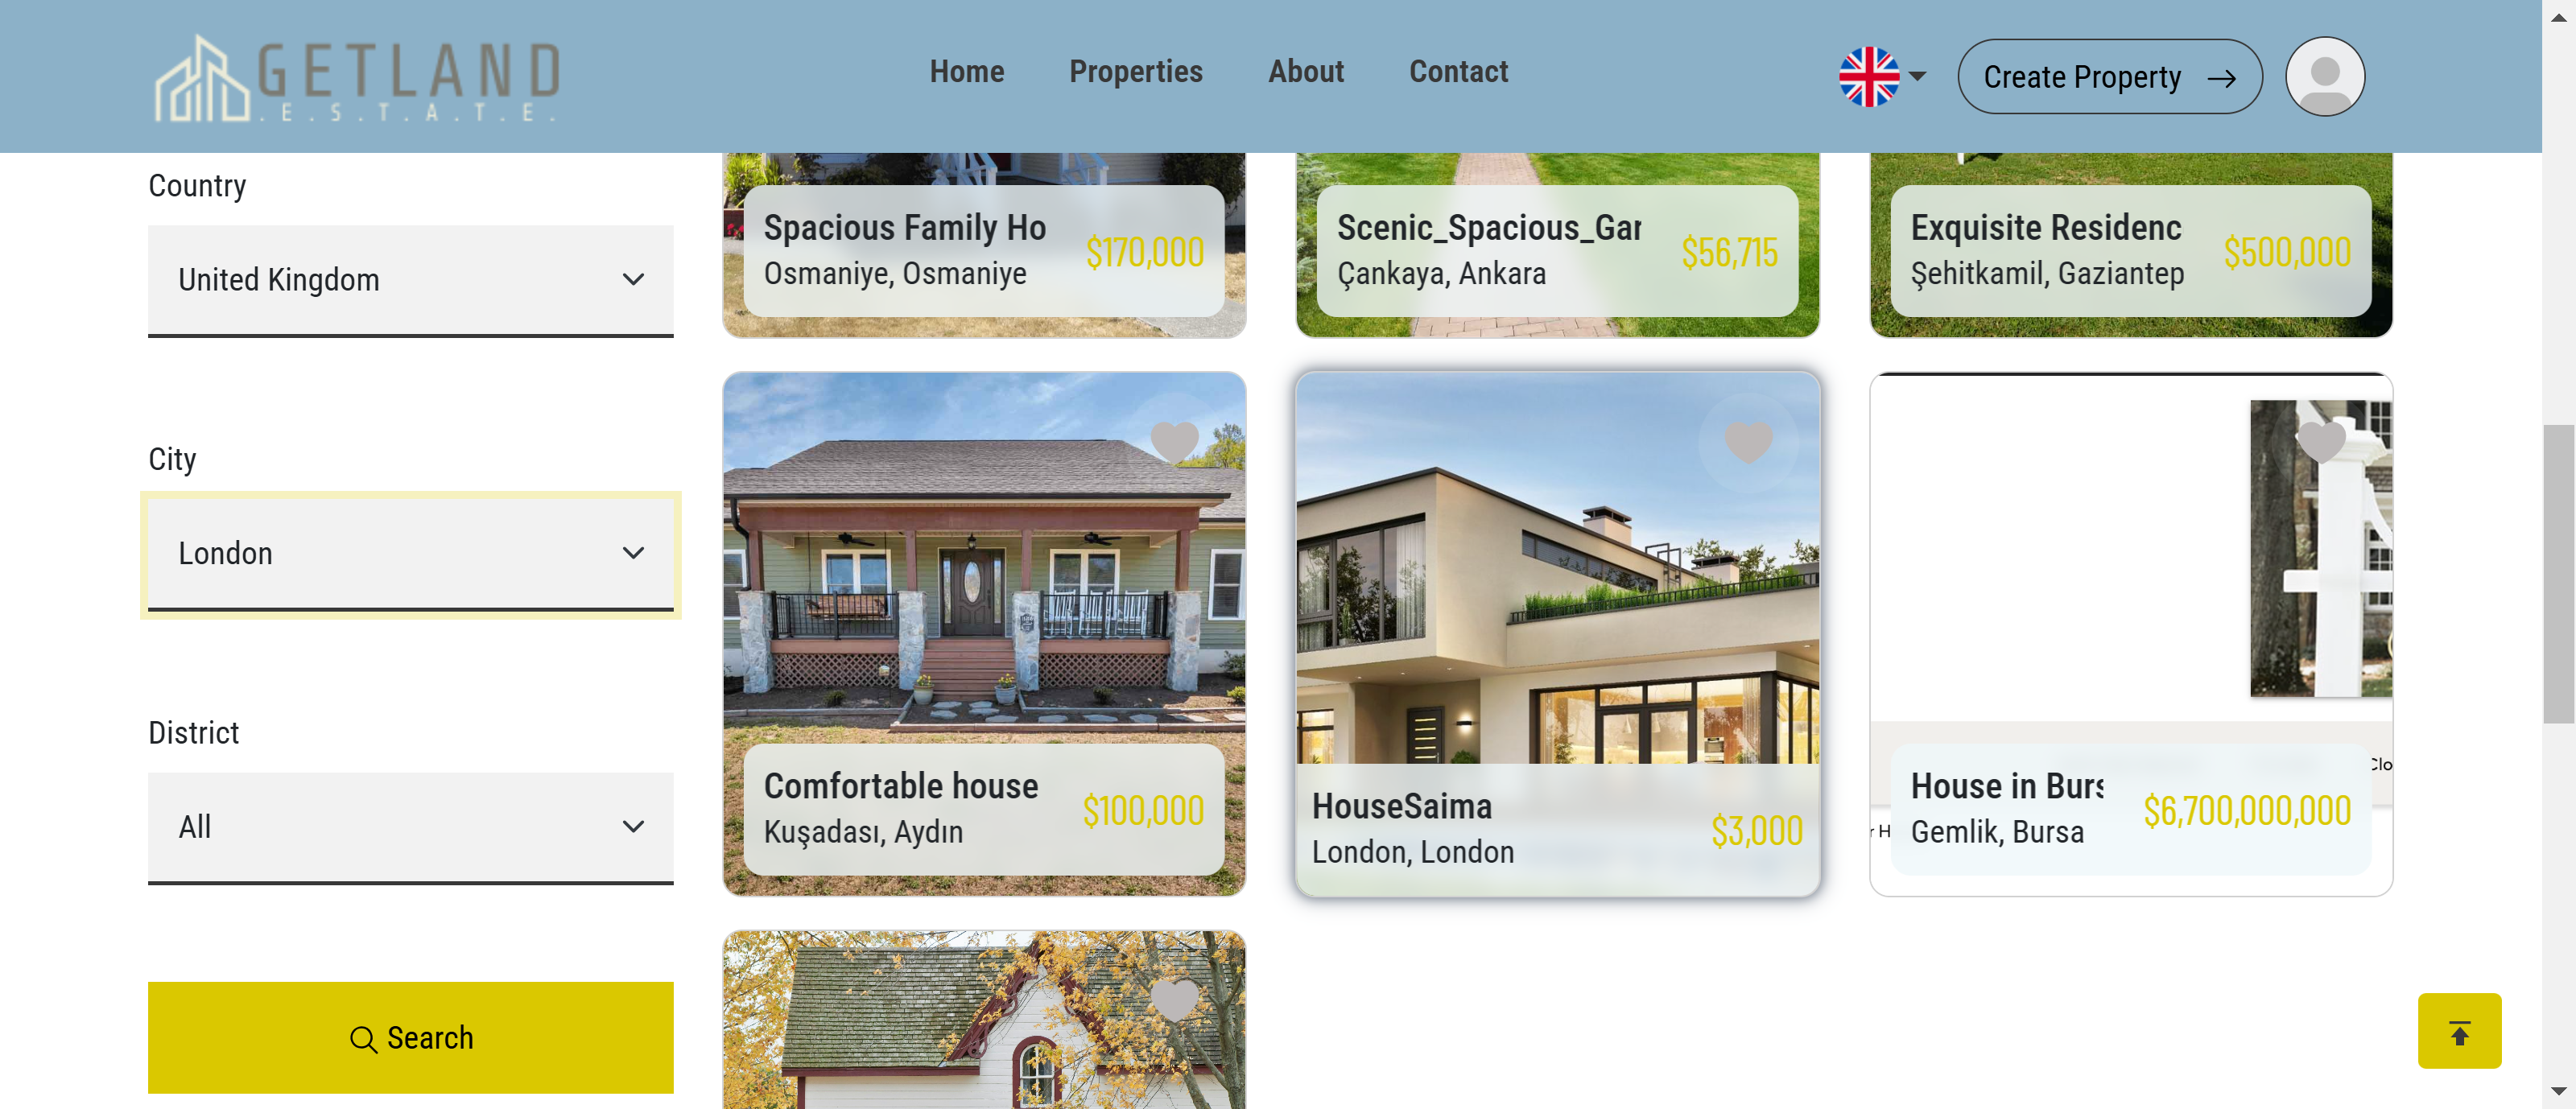 GETLAND
.E.S.T.A.T.E.
Home
Properties
About
Contact
Create Property
Country
United Kingdom
City
London
District
All
Search
Spacious Family Ho
Osmaniye, Osmaniye
$170,000
Scenic_Spacious_Gar
Çankaya, Ankara
$56,715
Exquisite Residenc
Şehitkamil, Gaziantep
$500,000
Comfortable house
Kuşadası, Aydın
$100,000
HouseSaima
London, London
$3,000
Clo
r H
House in Burs
Gemlik, Bursa
$6,700,000,000